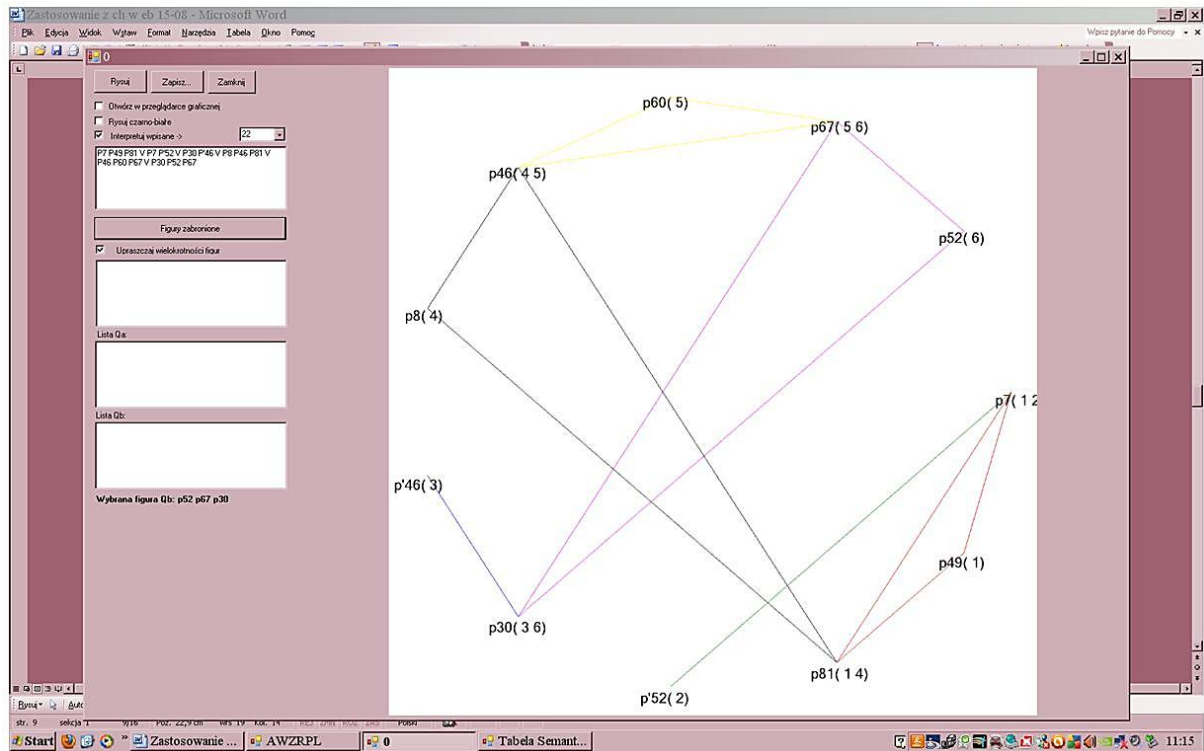 Zastosowanie z ch w eb 15-08 - Microsoft Word
Plik Edycja Widok Wstaw Format Narzędzia Tabela Okno Pomoc
Wpisz pytanie do Pomocy
0
Rysuj Zapisz... Zamknij
Otwórz w przeglądarce graficznej
Rysuj czarno-białe
Interpretuj wpisane -> 22
P7 P49 P81 V P7 P'52 V P30 P'46 V P8 P46 P81 V
P46 P60 P67 V P30 P52 P67
Figury zabronione
Upraszczaj wielokrotności figur
Lista Qa:
Lista Qb:
Wybrana figura Qb: p52 p67 p30
p60( 5)
p67( 5 6)
p46( 4 5)
p52( 6)
p8( 4)
p7( 1 2
p'46( 3)
p49( 1)
p30( 3 6)
p81( 1 4)
p'52( 2)
Rysuj
str. 9 sekcja 1 9/16 Poz. 22,9 cm Wrs 19 Kol. 14 REJ ZMN ROZ ZAS Polski
Start Zastosowanie ... AWZRPL 0 Tabela Semant... 11:15